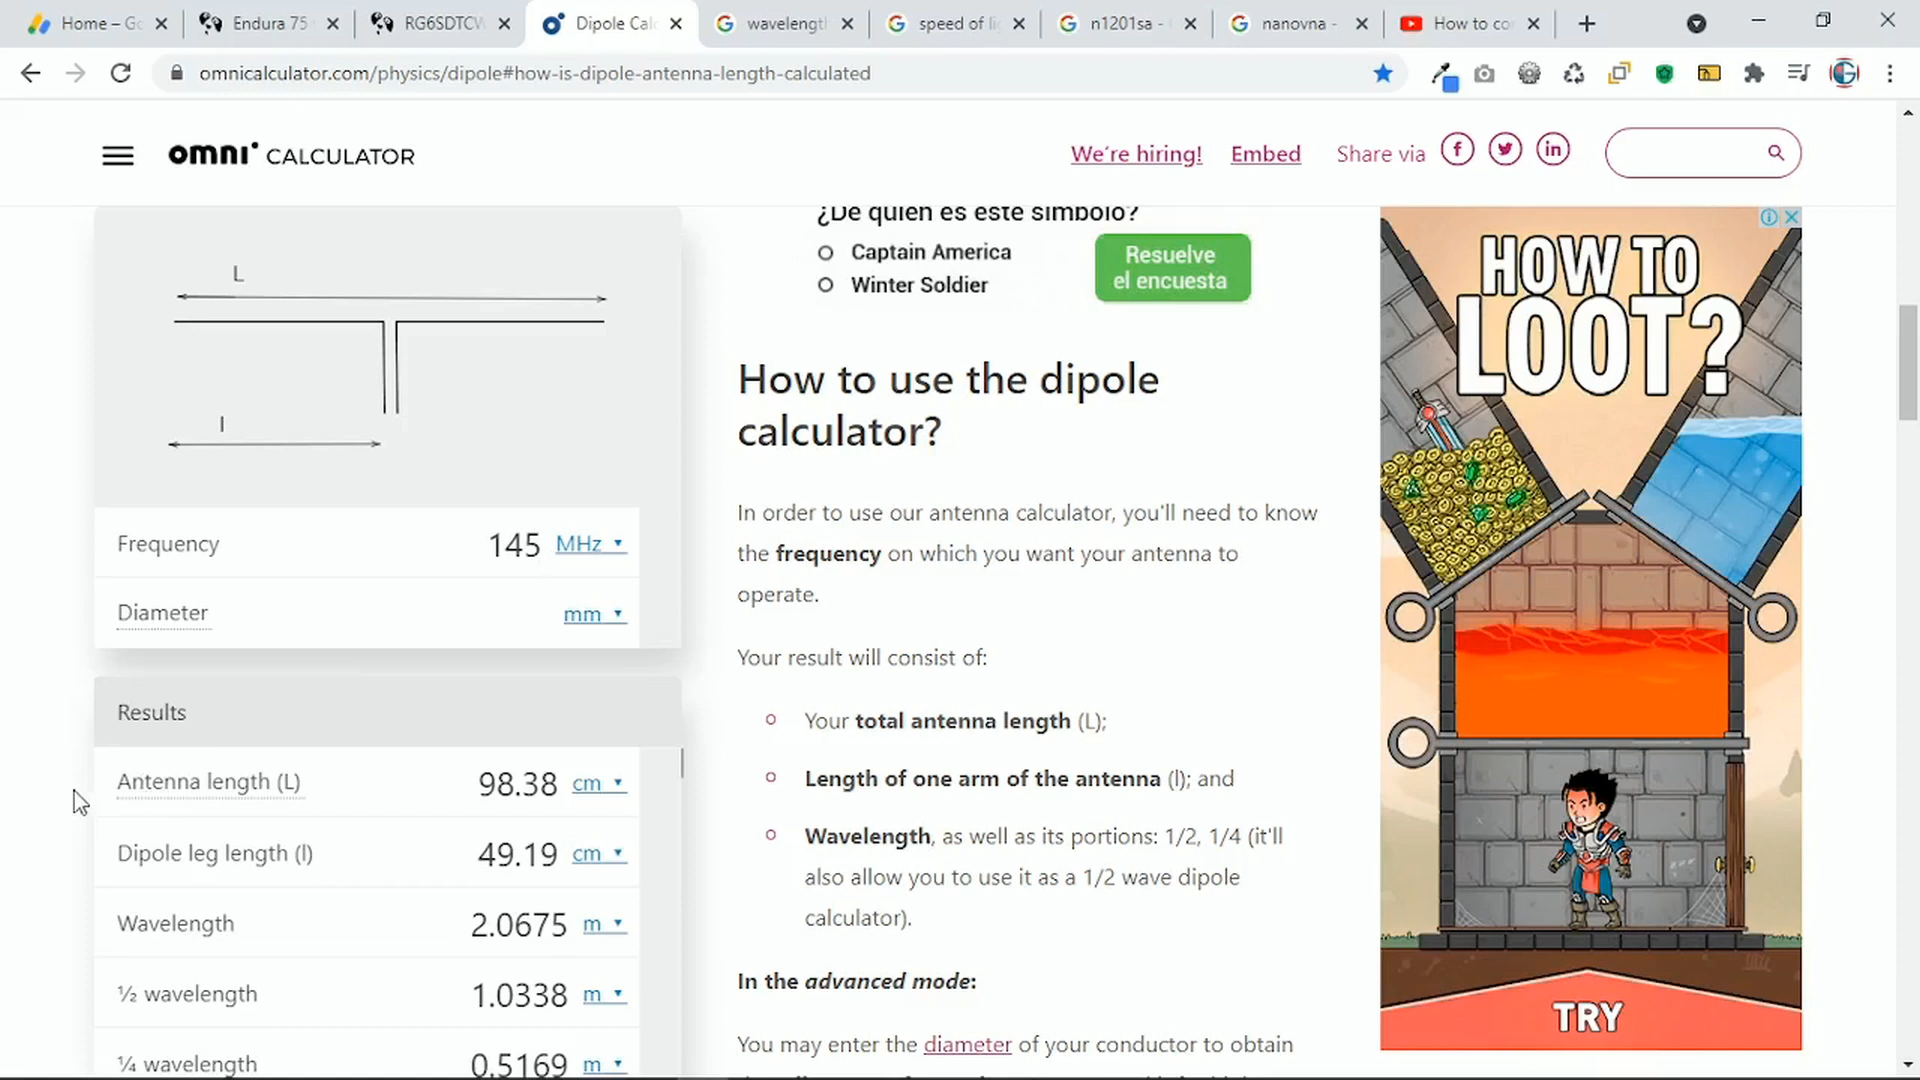 Home – Go
Endura 75
RG6SDTCW
Dipole Calc
wavelength
speed of li
n1201sa -
nanovna -
How to co
omnicalculator.com/physics/dipole#how-is-dipole-antenna-length-calculated
omni CALCULATOR
We're hiring!
Embed
Share via
L
l
Frequency
145 MHz
Diameter
mm
Results
Antenna length (L)
98.38 cm
Dipole leg length (l)
49.19 cm
Wavelength
2.0675 m
½ wavelength
1.0338 m
¼ wavelength
0.5169 m
¿De quien es este simbolo?
Captain America
Winter Soldier
Resuelve
el encuesta
How to use the dipole
calculator?
In order to use our antenna calculator, you'll need to know
the frequency on which you want your antenna to
operate.
Your result will consist of:
Your total antenna length (L);
Length of one arm of the antenna (l); and
Wavelength, as well as its portions: 1/2, 1/4 (it'll
also allow you to use it as a 1/2 wave dipole
calculator).
In the advanced mode:
You may enter the diameter of your conductor to obtain
HOW TO
LOOT?
TRY